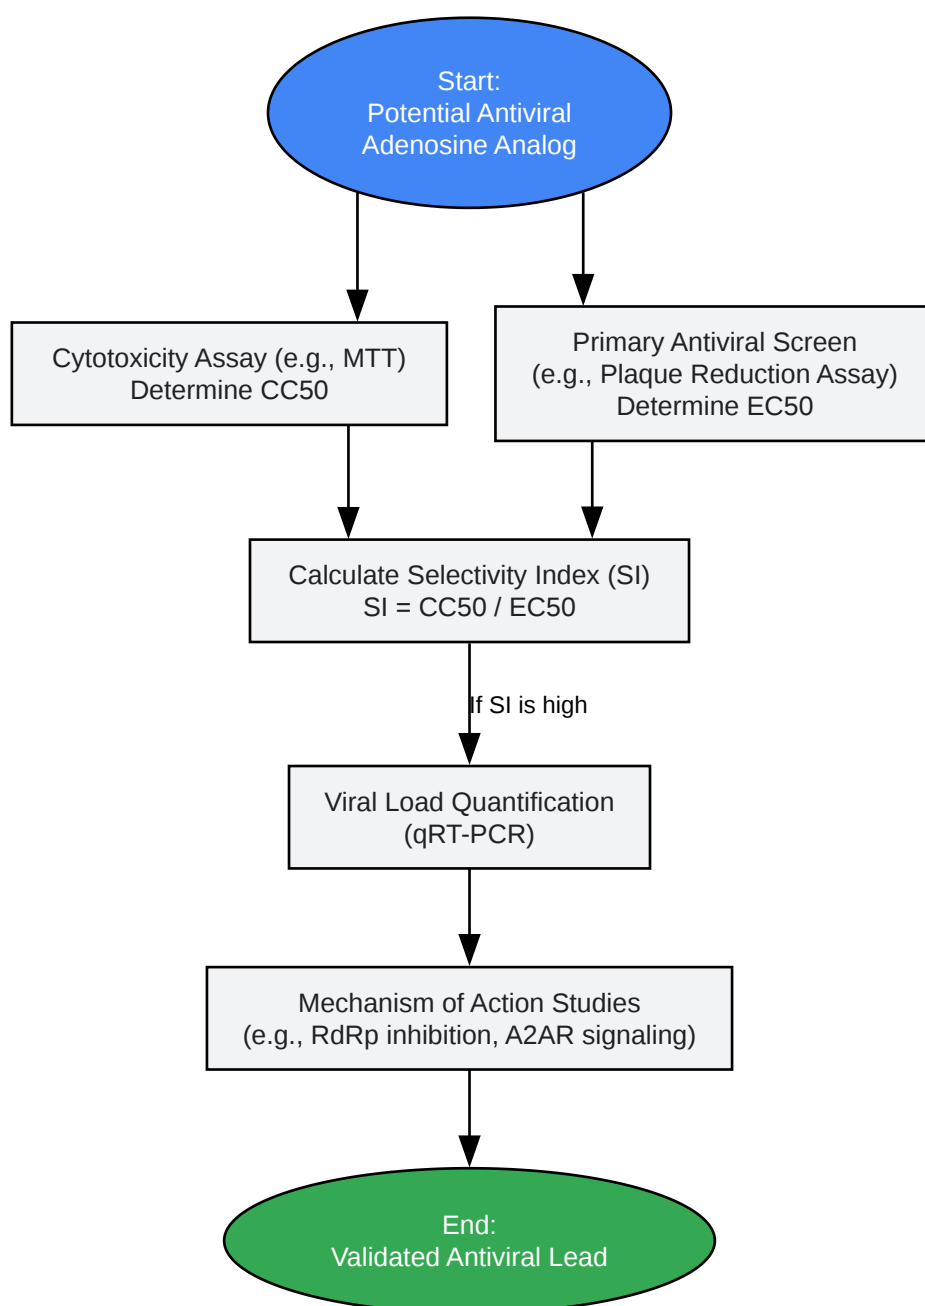 Start:
Potential Antiviral
Adenosine Analog
Cytotoxicity Assay (e.g., MTT)
Determine CC50
Primary Antiviral Screen
(e.g., Plaque Reduction Assay)
Determine EC50
Calculate Selectivity Index (SI)
SI = CC50 / EC50
If SI is high
Viral Load Quantification
(qRT-PCR)
Mechanism of Action Studies
(e.g., RdRp inhibition, A2AR signaling)
End:
Validated Antiviral Lead